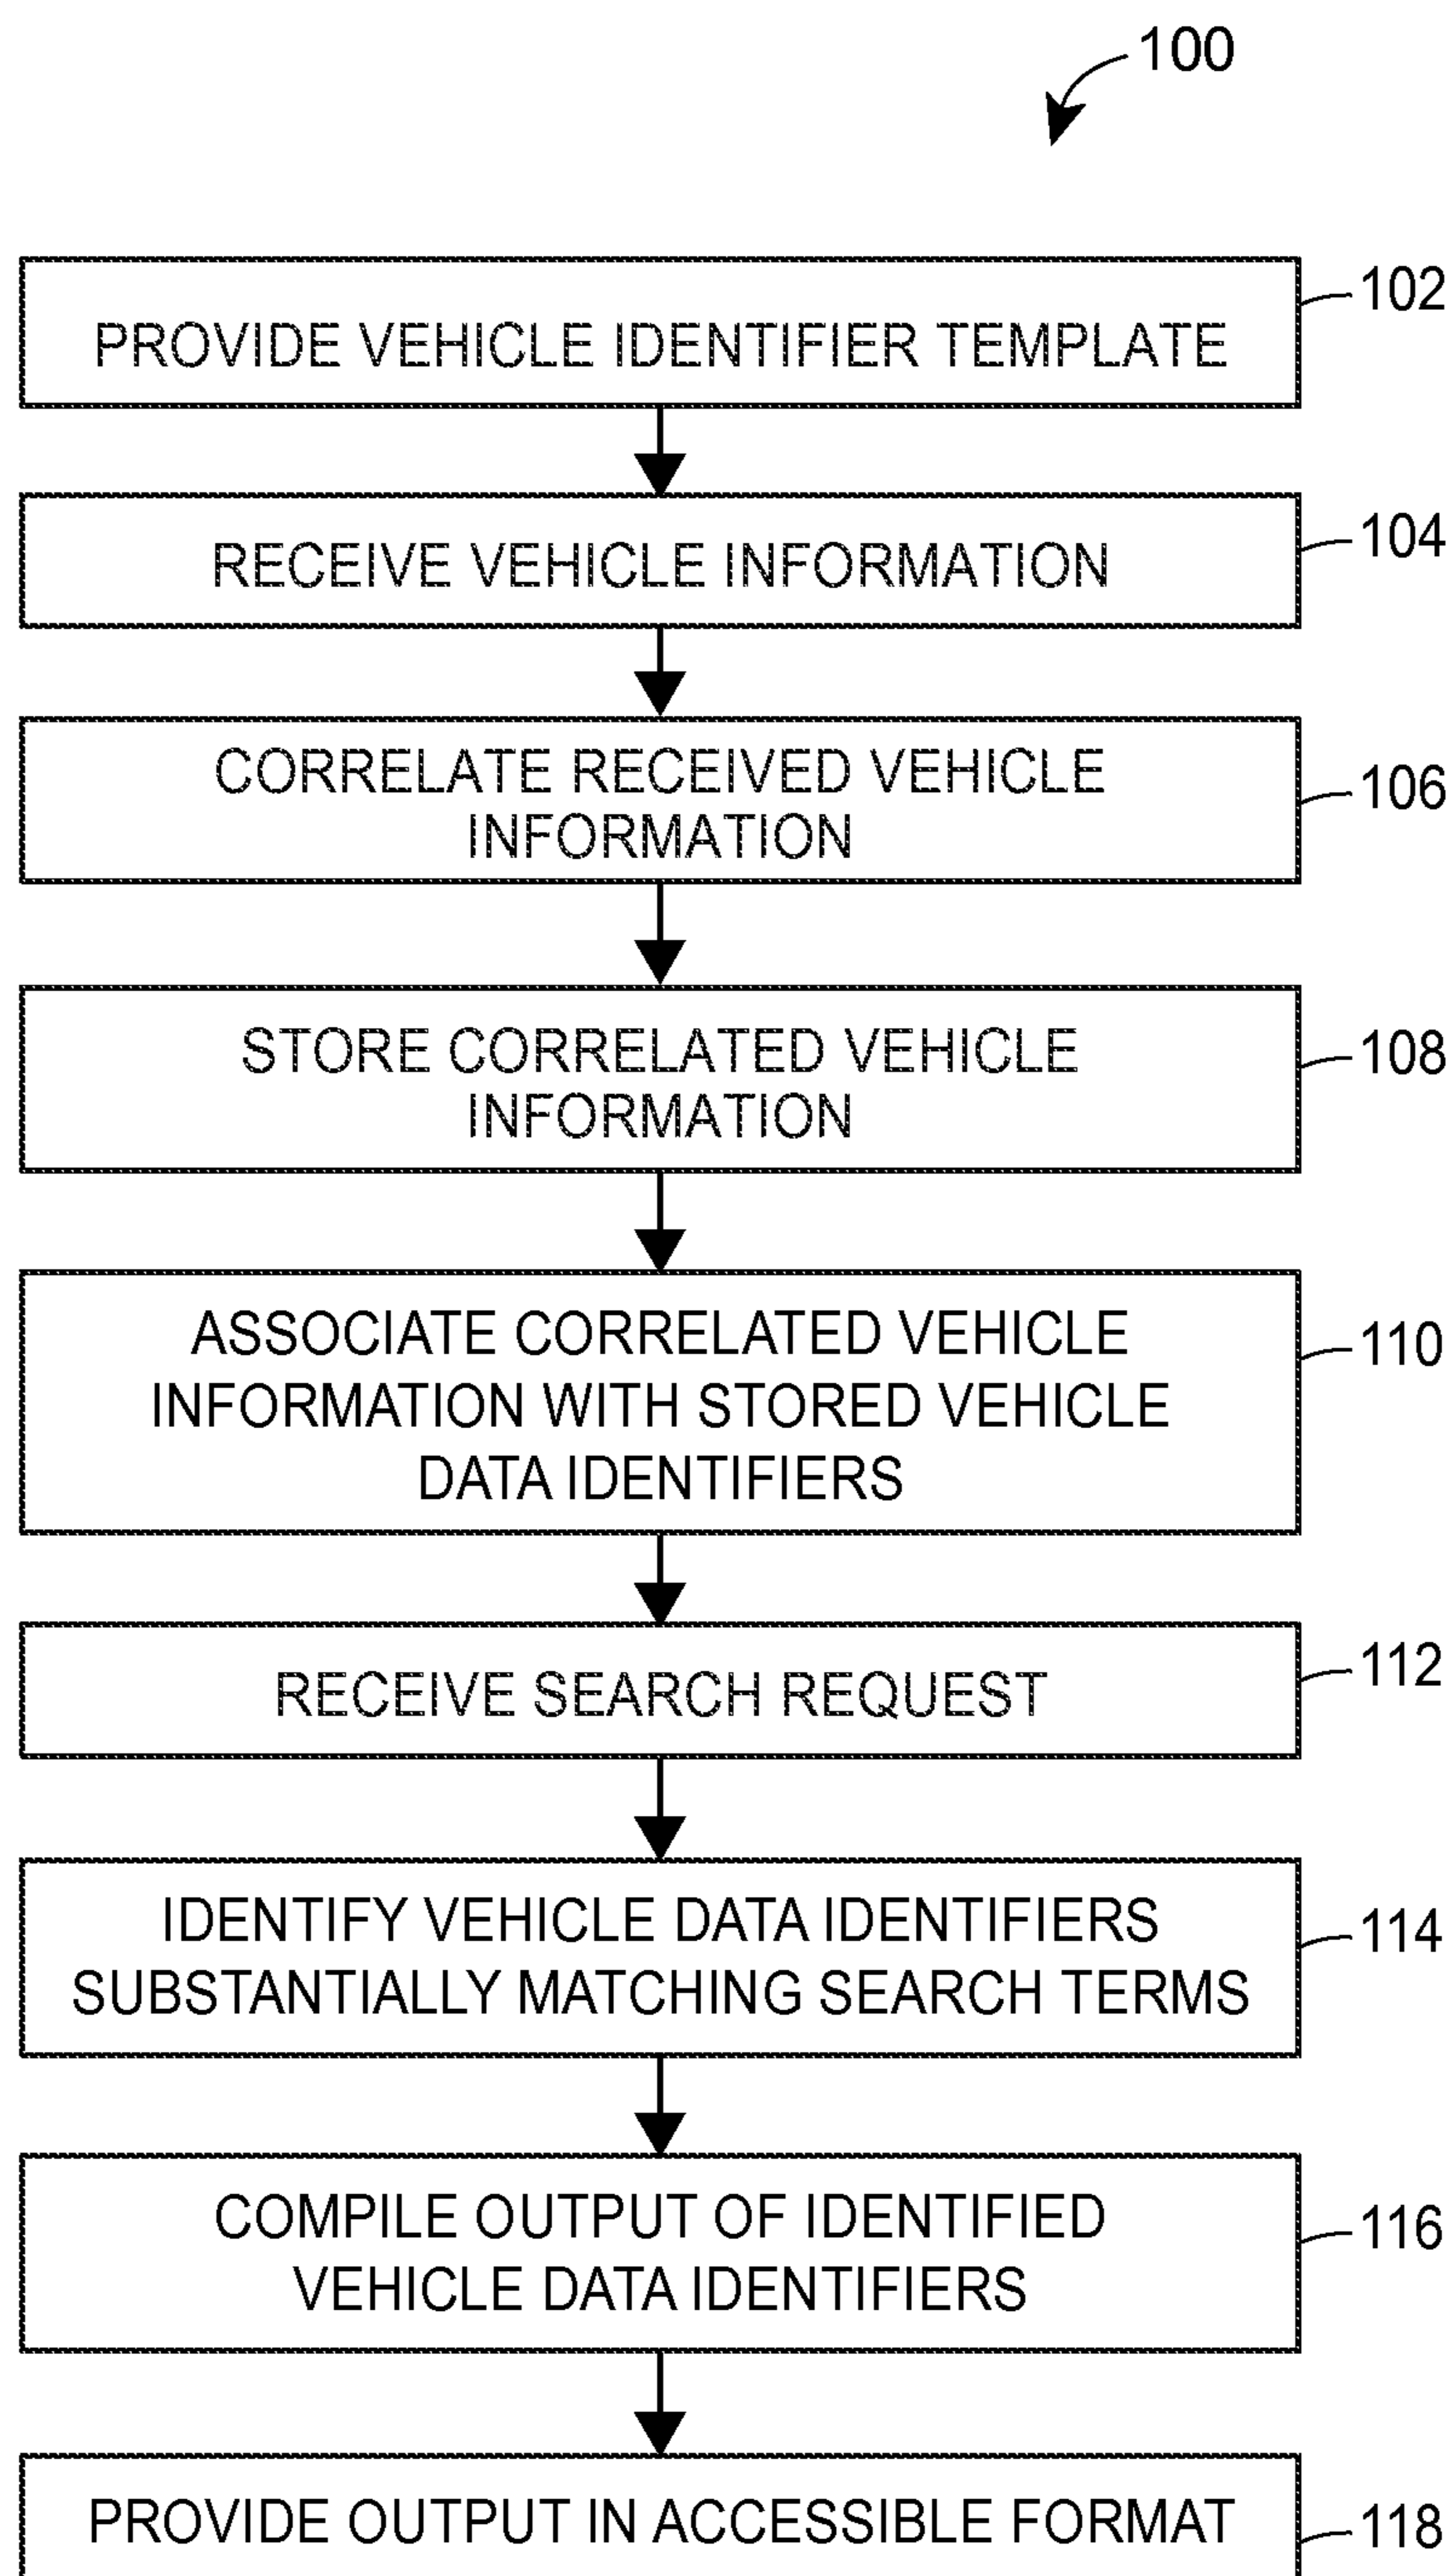 100
PROVIDE VEHICLE IDENTIFIER TEMPLATE
102
RECEIVE VEHICLE INFORMATION
104
CORRELATE RECEIVED VEHICLE
INFORMATION
106
STORE CORRELATED VEHICLE
INFORMATION
108
ASSOCIATE CORRELATED VEHICLE
INFORMATION WITH STORED VEHICLE
DATA IDENTIFIERS
110
RECEIVE SEARCH REQUEST
112
IDENTIFY VEHICLE DATA IDENTIFIERS
SUBSTANTIALLY MATCHING SEARCH TERMS
114
COMPILE OUTPUT OF IDENTIFIED
VEHICLE DATA IDENTIFIERS
116
PROVIDE OUTPUT IN ACCESSIBLE FORMAT
118